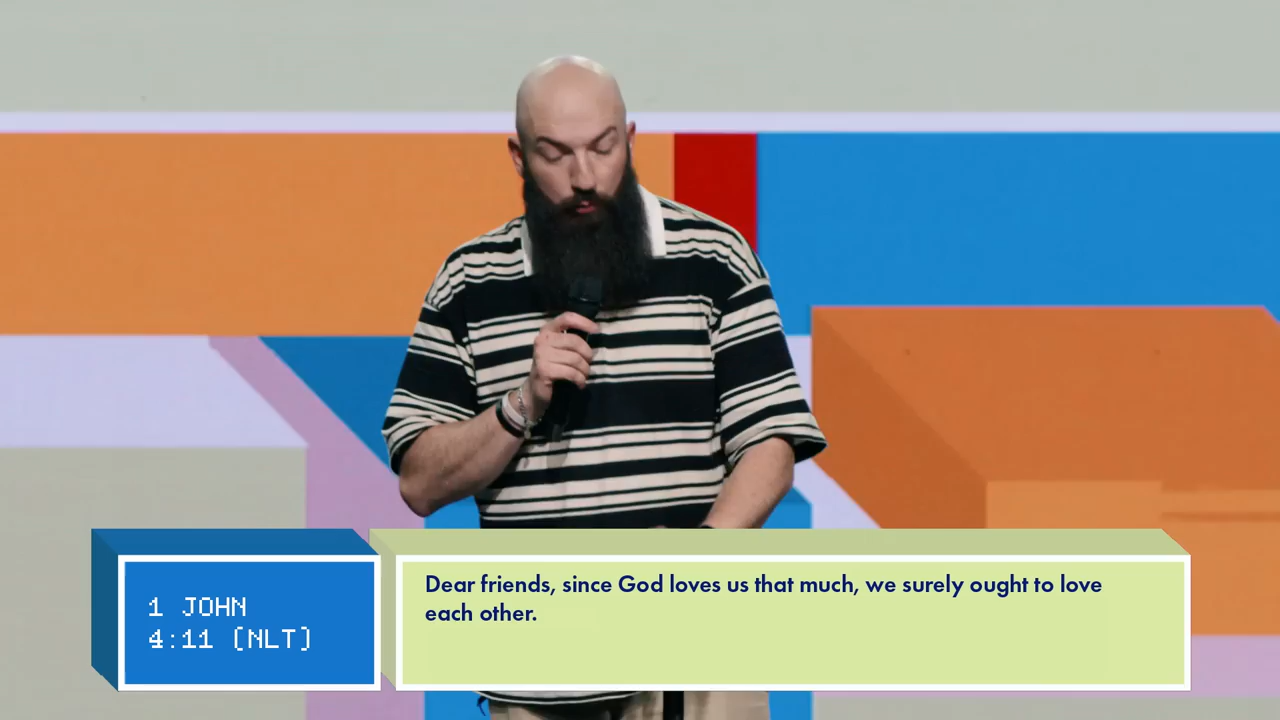 1 JOHN
4:11 [NLT]
Dear friends, since God loves us that much, we surely ought to love
each other.